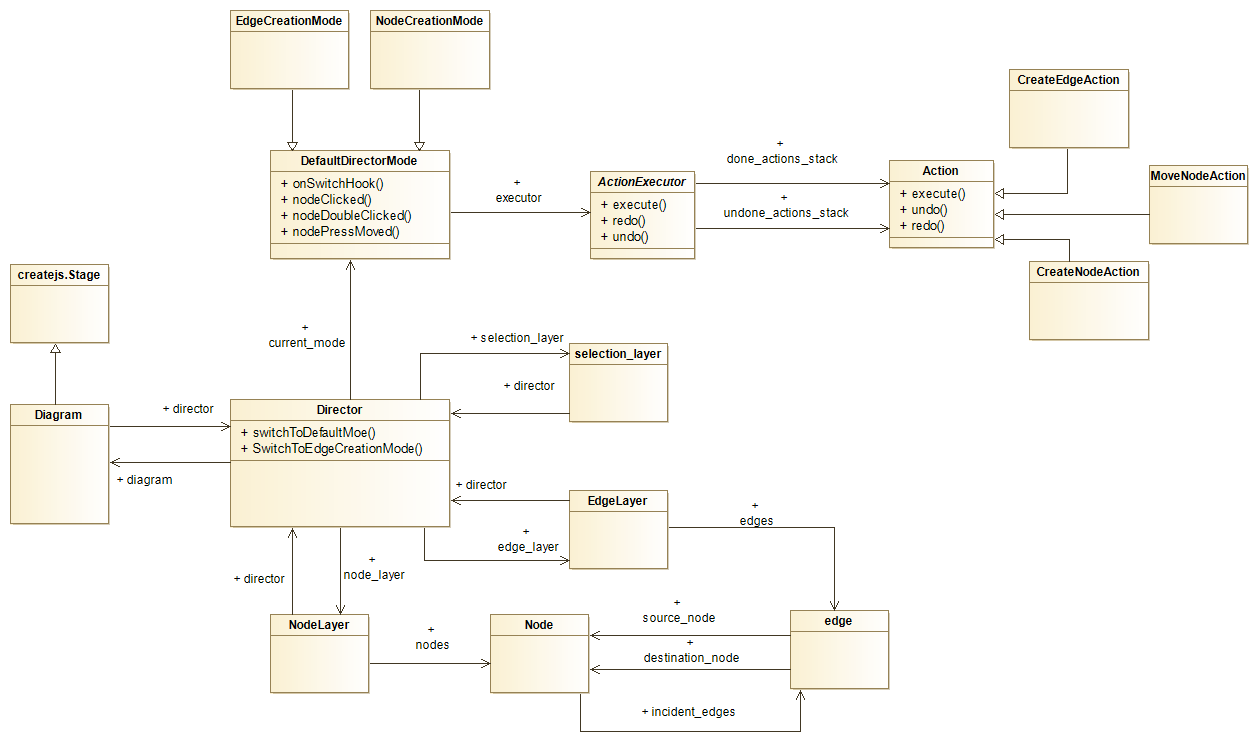 EdgeCreationMode
NodeCreationMode
DefaultDirectorMode
+ onSwitchHook()
+ nodeClicked()
+ nodeDoubleClicked()
+ nodePressMoved()
+
executor
ActionExecutor
+ execute()
+ redo()
+ undo()
+
done_actions_stack
+
undone_actions_stack
Action
+ execute()
+ undo()
+ redo()
CreateEdgeAction
MoveNodeAction
CreateNodeAction
createjs.Stage
+
current_mode
+ selection_layer
selection_layer
+ director
Diagram
+ director
+ diagram
Director
+ switchToDefaultMoe()
+ SwitchToEdgeCreationMode()
+ director
EdgeLayer
+
edge_layer
+
edges
+ director
+
node_layer
NodeLayer
+
nodes
Node
+
source_node
+
destination_node
edge
+ incident_edges